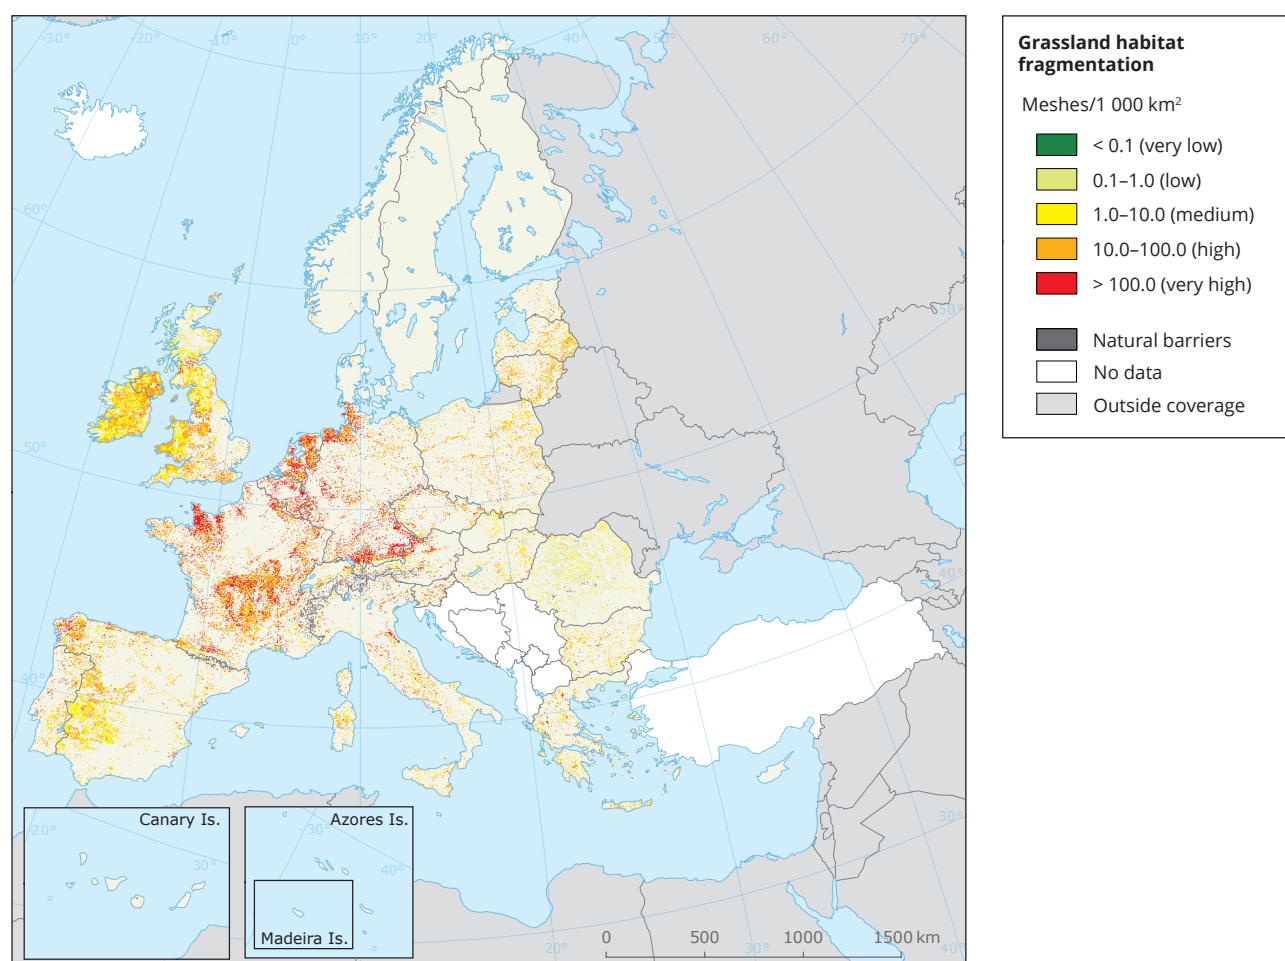 -30°
-20°
-10°
0°
10°
20°
30°
40°
60°
70°
60°
50°
50°
40°
40°
Canary Is.
-20°
30°
Azores Is.
-30°
40°
Madeira Is.
30°
20°
30°
40°
0
500
1000
1500 km
Grassland habitat
fragmentation
Meshes/1 000 km²
< 0.1 (very low)
0.1–1.0 (low)
1.0–10.0 (medium)
10.0–100.0 (high)
> 100.0 (very high)
Natural barriers
No data
Outside coverage